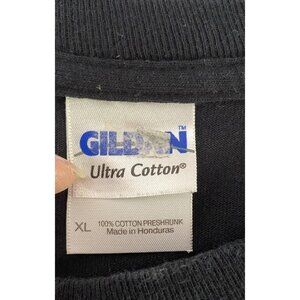 GILDAN™
Ultra Cotton®
XL 100% COTTON PRESHRUNK
Made in Honduras